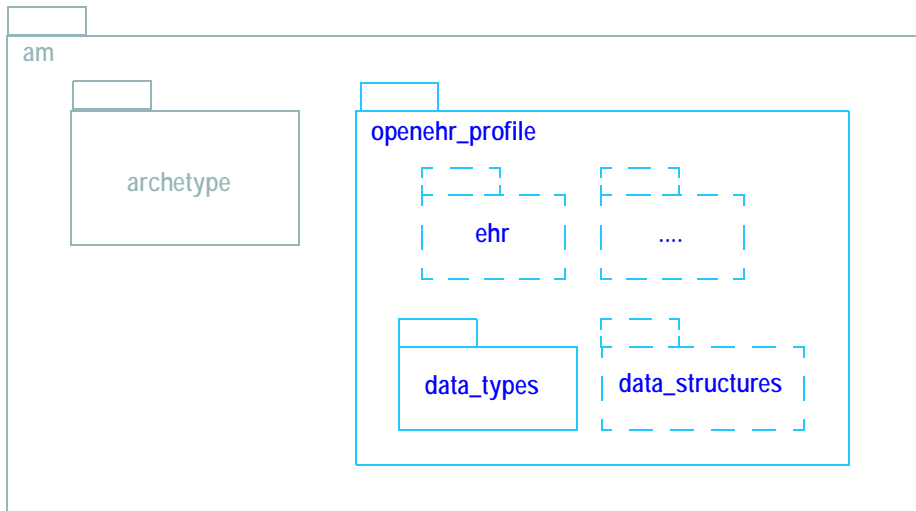 am
archetype
openehr_profile
ehr
....
data_types
data_structures